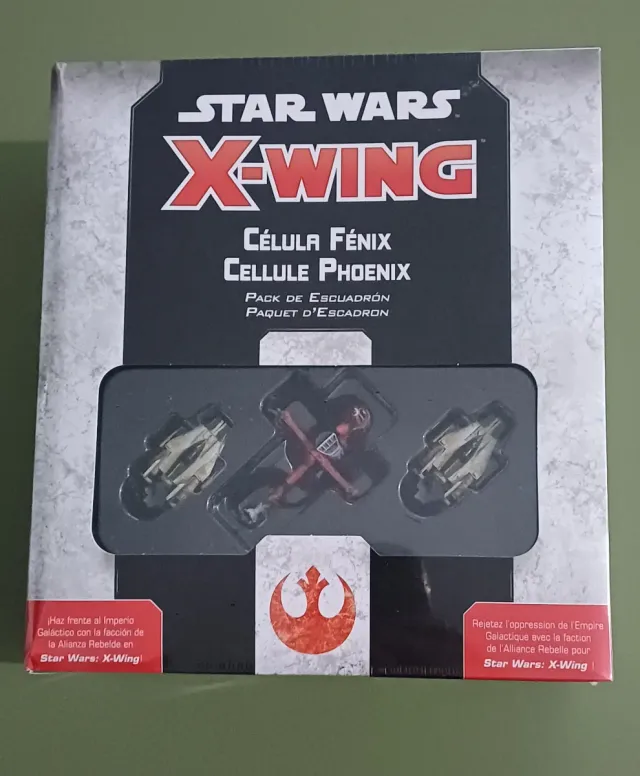 STAR WARS
X-WING
CÉLULA FÉNIX
CELLULE PHOENIX
PACK DE ESCUADRÓN
PAQUET D'ESCADRON
¡Haz frente al Imperio
Galáctico con la facción de
la Alianza Rebelde en
Star Wars: X-Wing!
Rejetez l'oppression de l'Empire
Galactique avec la faction
de l'Alliance Rebelle pour
Star Wars: X-Wing !